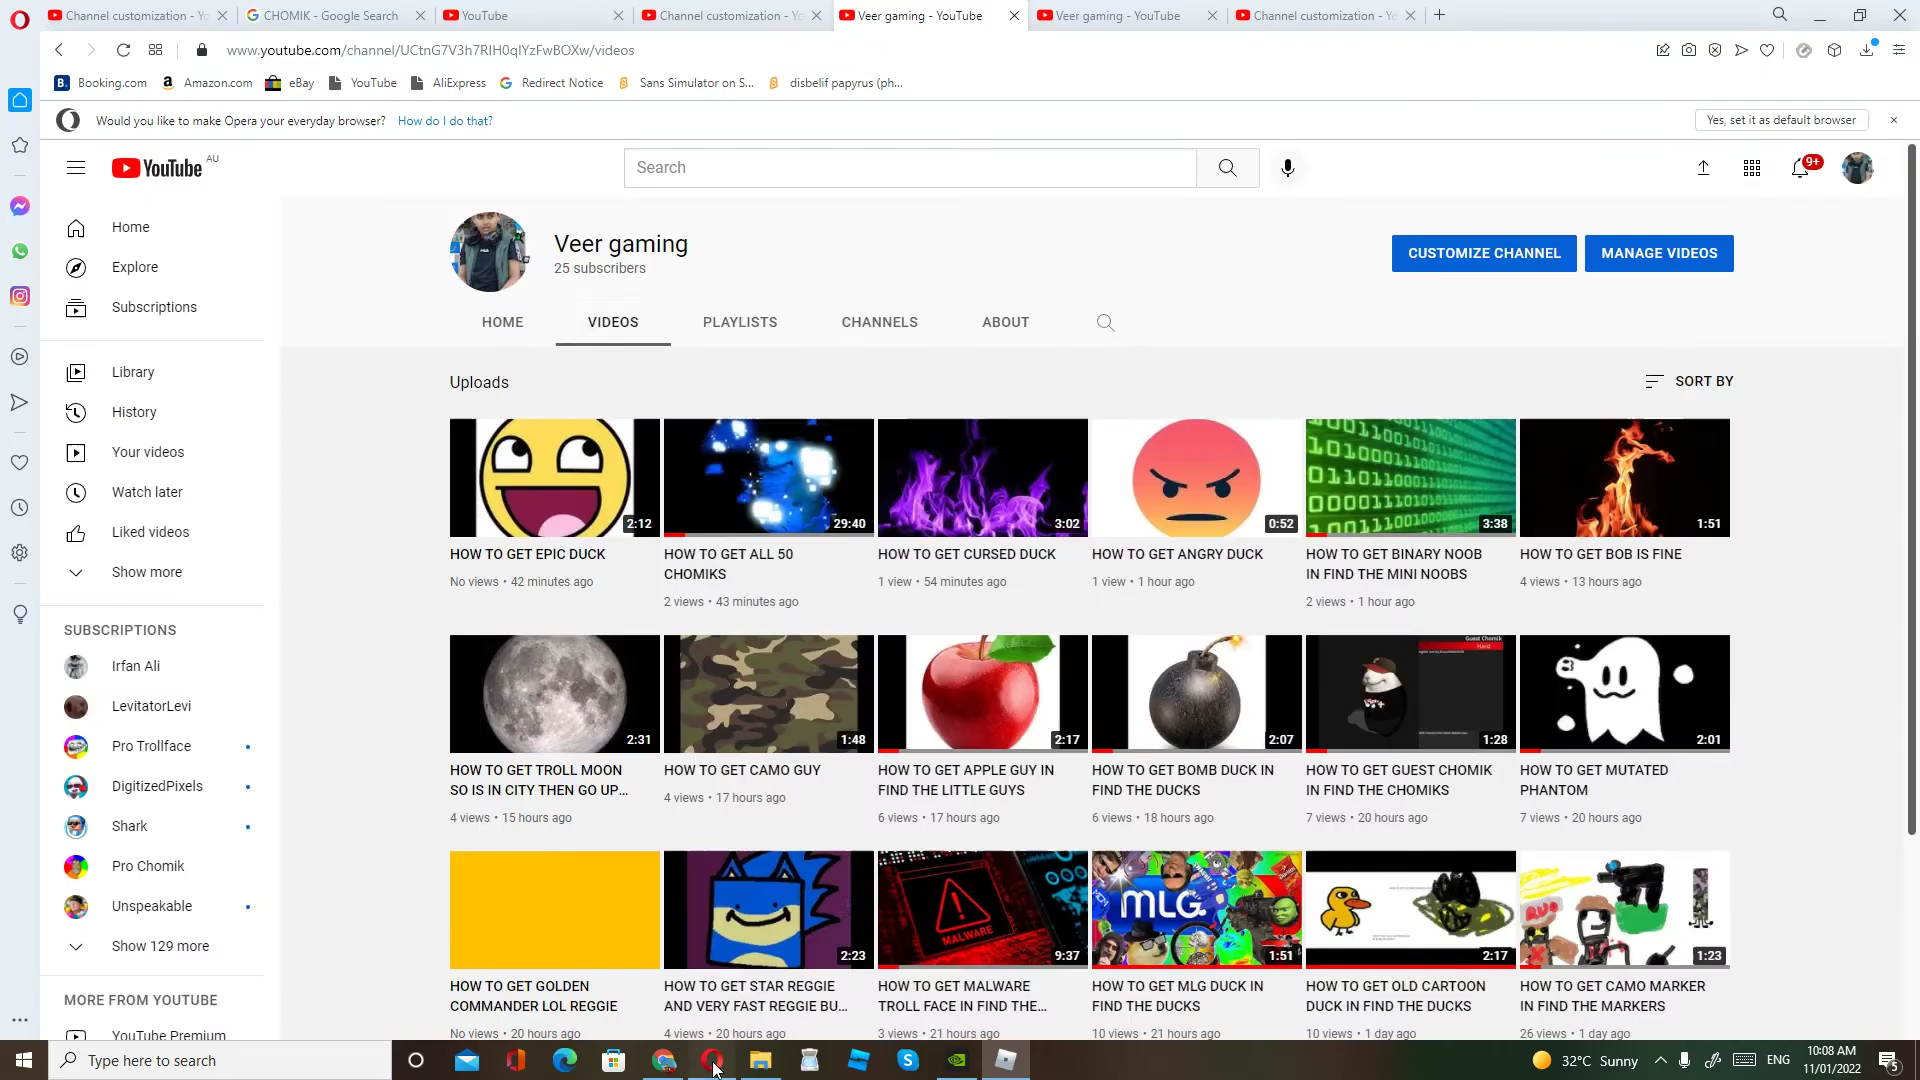 Channel customization - Yo
CHOMIK - Google Search
YouTube
Channel customization - Yo
Veer gaming - YouTube
Veer gaming - YouTube
Channel customization - Yo
www.youtube.com/channel/UCtnG7V3h7RIH0qIYzFwBOXw/videos
Booking.com
Amazon.com
eBay
YouTube
AliExpress
Redirect Notice
Sans Simulator on S...
disbelif papyrus (ph...
Would you like to make Opera your everyday browser? How do I do that?
Yes, set it as default browser
YouTube AU
Search
9+
Home
Explore
Subscriptions
Library
History
Your videos
Watch later
Liked videos
Show more
SUBSCRIPTIONS
Irfan Ali
LevitatorLevi
Pro Trollface
DigitizedPixels
Shark
Pro Chomik
Unspeakable
Show 129 more
MORE FROM YOUTUBE
YouTube Premium
Veer gaming
25 subscribers
CUSTOMIZE CHANNEL
MANAGE VIDEOS
HOME
VIDEOS
PLAYLISTS
CHANNELS
ABOUT
Uploads
SORT BY
2:12
HOW TO GET EPIC DUCK
No views • 42 minutes ago
29:40
HOW TO GET ALL 50
CHOMIKS
2 views • 43 minutes ago
3:02
HOW TO GET CURSED DUCK
1 view • 54 minutes ago
0:52
HOW TO GET ANGRY DUCK
1 view • 1 hour ago
3:38
HOW TO GET BINARY NOOB
IN FIND THE MINI NOOBS
2 views • 1 hour ago
1:51
HOW TO GET BOB IS FINE
4 views • 13 hours ago
2:31
HOW TO GET TROLL MOON
SO IS IN CITY THEN GO UP...
4 views • 15 hours ago
1:48
HOW TO GET CAMO GUY
4 views • 17 hours ago
2:17
HOW TO GET APPLE GUY IN
FIND THE LITTLE GUYS
6 views • 17 hours ago
2:07
HOW TO GET BOMB DUCK IN
FIND THE DUCKS
6 views • 18 hours ago
Guest Chomik
Hard
1:28
HOW TO GET GUEST CHOMIK
IN FIND THE CHOMIKS
7 views • 20 hours ago
2:01
HOW TO GET MUTATED
PHANTOM
7 views • 20 hours ago
HOW TO GET GOLDEN
COMMANDER LOL REGGIE
No views • 20 hours ago
2:23
HOW TO GET STAR REGGIE
AND VERY FAST REGGIE BU...
4 views • 20 hours ago
MALWARE
9:37
HOW TO GET MALWARE
TROLL FACE IN FIND THE...
3 views • 21 hours ago
MLG
1:51
HOW TO GET MLG DUCK IN
FIND THE DUCKS
10 views • 21 hours ago
2:17
HOW TO GET OLD CARTOON
DUCK IN FIND THE DUCKS
10 views • 1 day ago
1:23
HOW TO GET CAMO MARKER
IN FIND THE MARKERS
26 views • 1 day ago
Type here to search
32°C Sunny
ENG
10:08 AM
11/01/2022
5